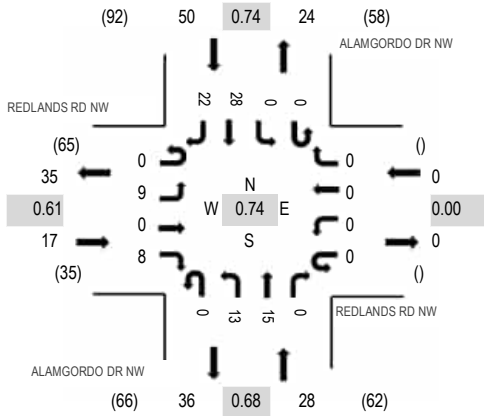 (92) 50 0.74 24 (58)
ALAMGORDO DR NW
REDLANDS RD NW
22 28 0 0
(65) 0 0 ()
35 9 N 0 0
0.61 W 0.74 E 0.00
17 0 S 0 0
(35) 8 0 ()
0 13 15 0
REDLANDS RD NW
ALAMGORDO DR NW
(66) 36 0.68 28 (62)